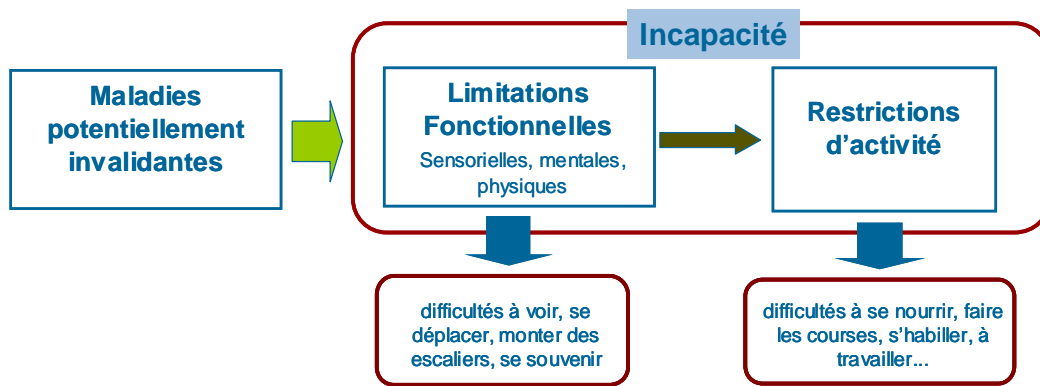 Incapacité
Maladies
potentiellement
invalidantes
Limitations
Fonctionnelles
Sensorielles, mentales,
physiques
Restrictions
d'activité
difficultés à voir, se
déplacer, monter des
escaliers, se souvenir
difficultés à se nourrir, faire
les courses, s'habiller, à
travailler...